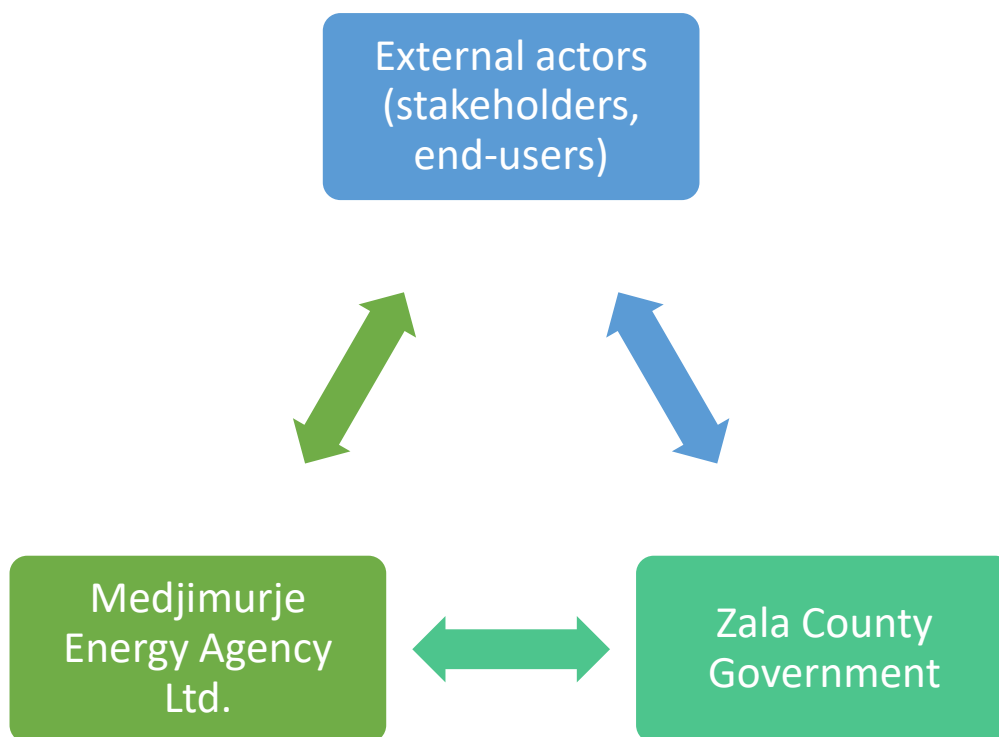 External actors
(stakeholders,
end-users)
Medjimurje
Energy Agency
Ltd.
Zala County
Government